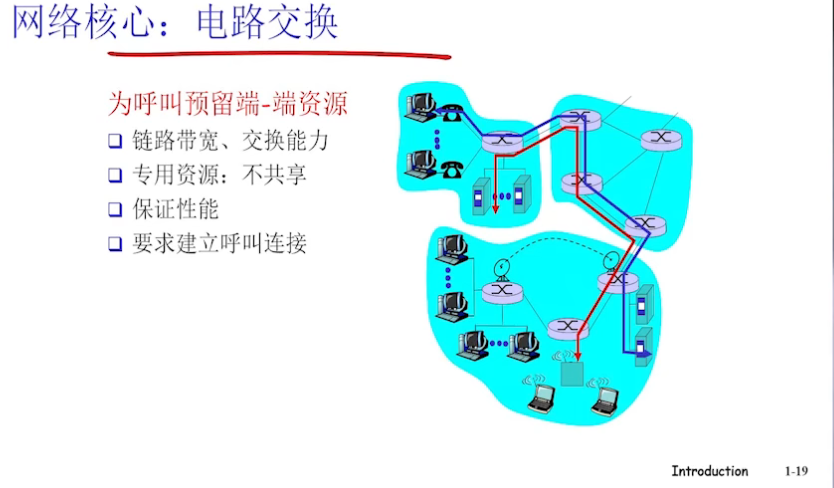 网络核心：电路交换
为呼叫预留端-端资源
链路带宽、交换能力
专用资源：不共享
保证性能
要求建立呼叫连接
Introduction 1-19